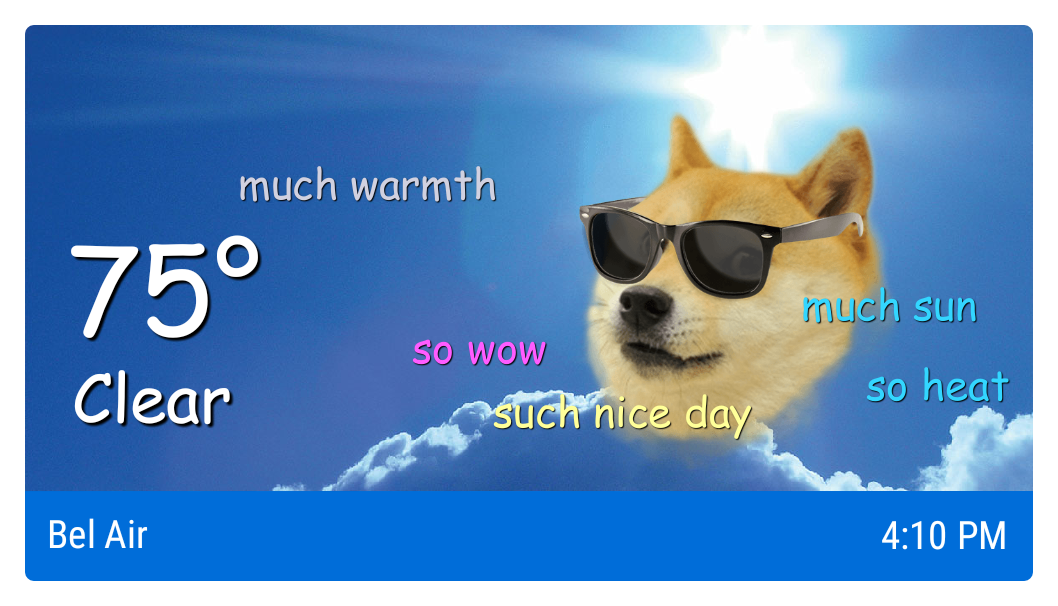 much warmth
75°
Clear
much sun
so wow
so heat
such nice day
Bel Air
4:10 PM